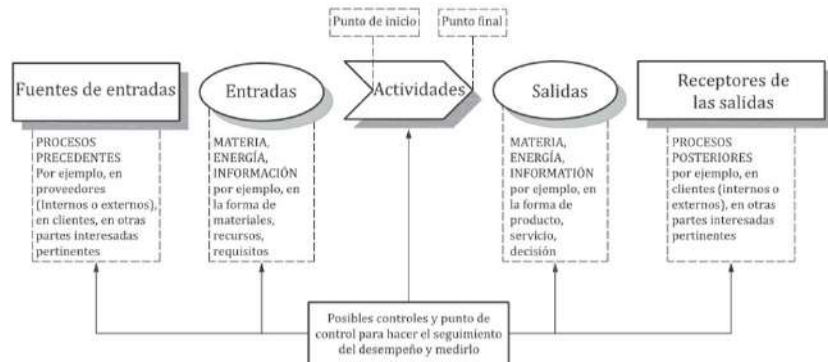 Punto de inicio
Punto final
Fuentes de entradas
Entradas
Actividades
Salidas
Receptores de
las salidas
PROCESOS
PRECEDENTES
Por ejemplo, en
proveedores
(internos o externos),
en clientes, en otras
partes interesadas
pertinentes
MATERIA,
ENERGÍA,
INFORMACIÓN
por ejemplo, en
la forma de
materiales,
recursos,
requisitos
MATERIA,
ENERGÍA,
INFORMATIÓN
por ejemplo, en
la forma de
producto,
servicio,
decisión
PROCESOS
POSTERIORES
por ejemplo, en
clientes (internos o
externos), en otras
partes interesadas
pertinentes
Posibles controles y punto de
control para hacer el seguimiento
del desempeño y medirlo